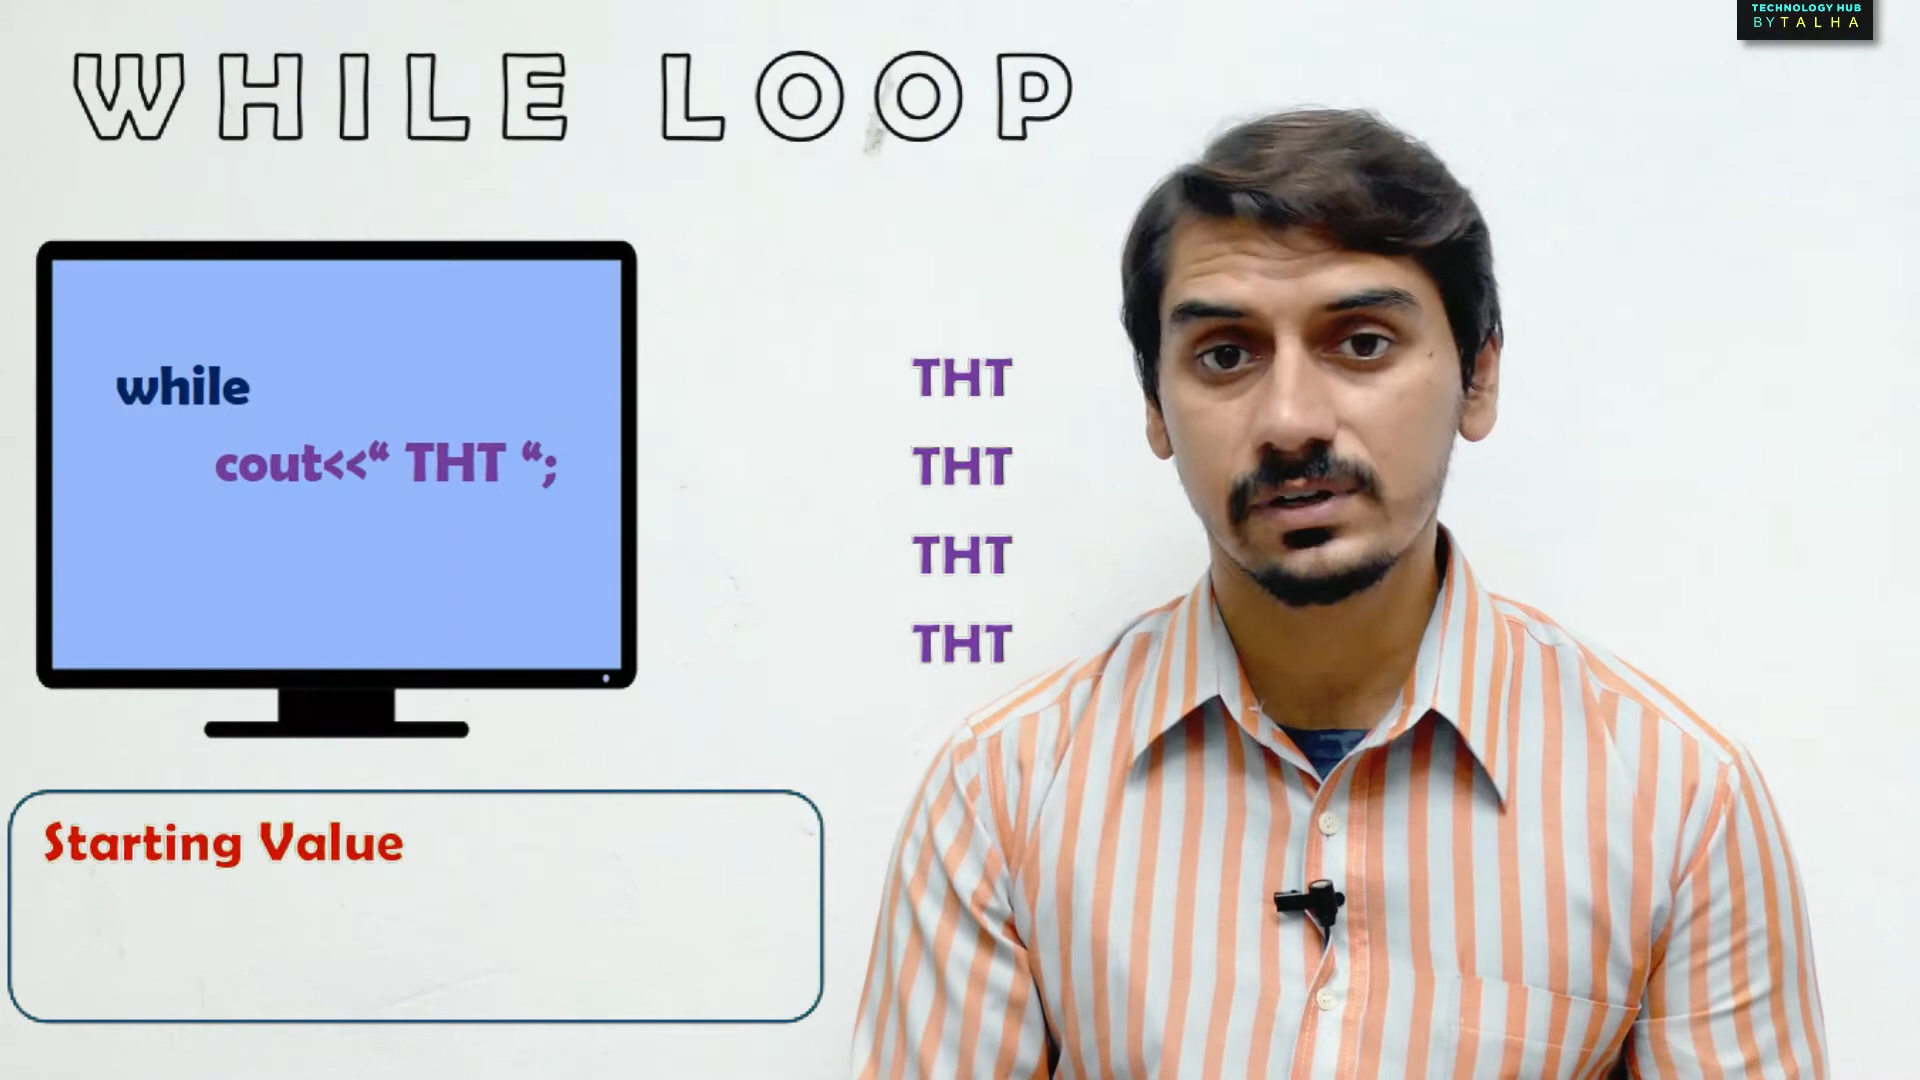 TECHNOLOGY HUB
BY TALHA
WHILE LOOP
while
cout<<“ THT “;
THT
THT
THT
THT
Starting Value